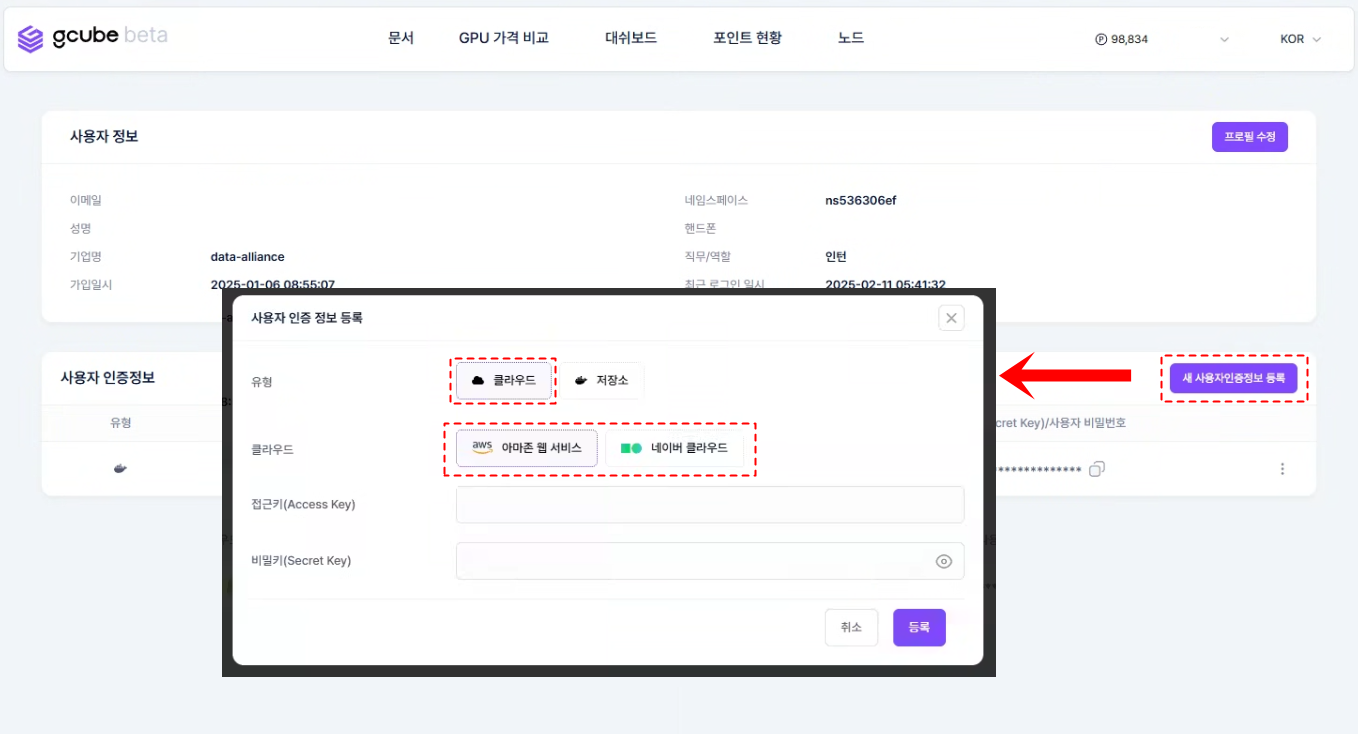 gcube beta
문서 GPU 가격 비교 대쉬보드 포인트 현황 노드 P 98,834 KOR
사용자 정보 프로필 수정
이메일 네임스페이스 ns536306ef
성명 핸드폰
기업명 data-alliance 직무/역할 인턴
가입일시 2025-01-06 08:55:07 최근 로그인 일시 2025-02-11 05:41:32
사용자 인증정보 새 사용자인증정보 등록
유형 cret Key)/사용자 비밀번호
**************
사용자 인증 정보 등록
유형 클라우드 저장소
클라우드 aws 아마존 웹 서비스 네이버 클라우드
접근키(Access Key)
비밀키(Secret Key)
취소 등록